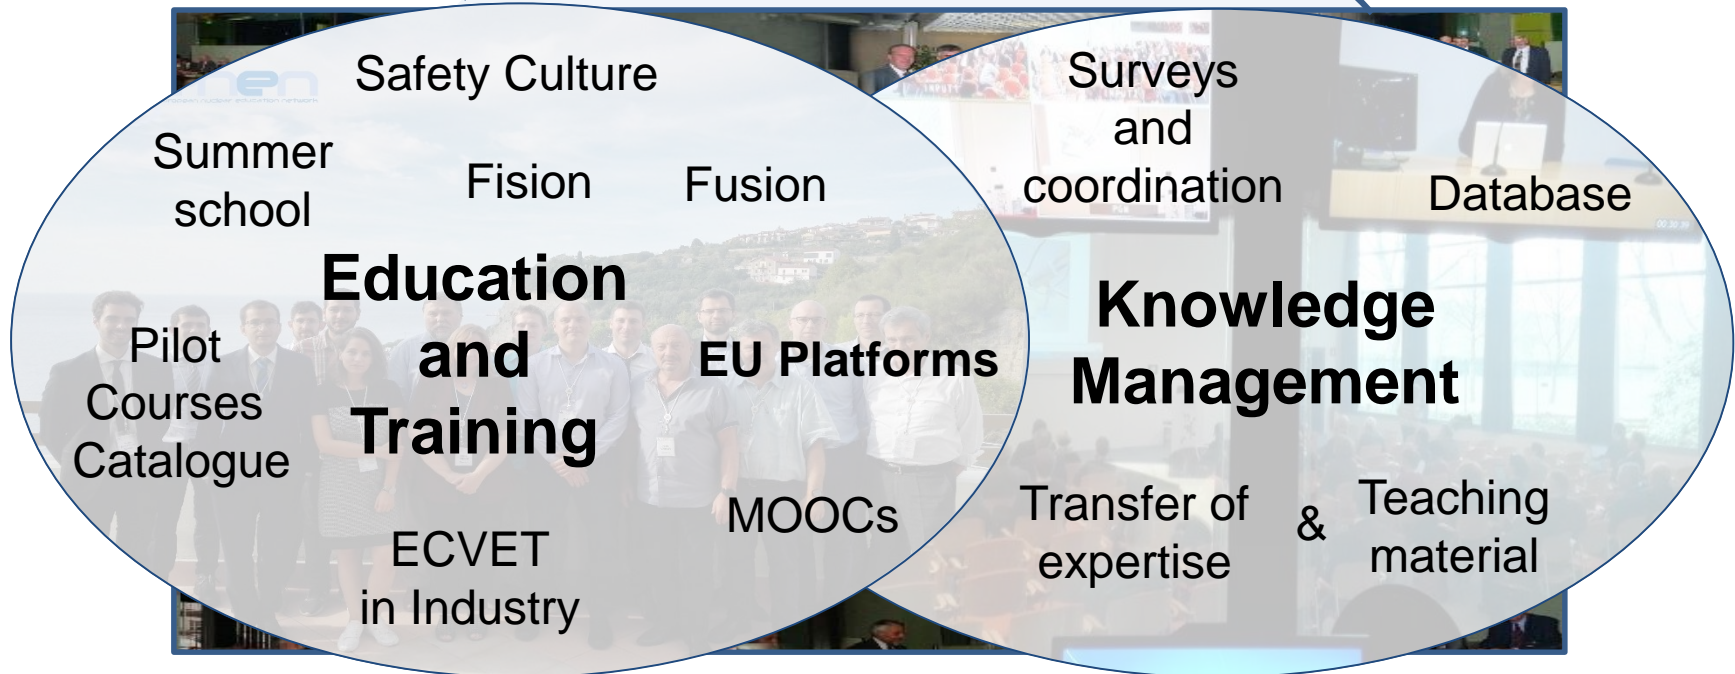 Safety Culture
Summer
school
Fision
Fusion
Education
and
Training
Pilot
Courses
Catalogue
EU Platforms
MOOCs
ECVET
in Industry
Surveys
and
coordination
Database
Knowledge
Management
Transfer of
expertise
&
Teaching
material